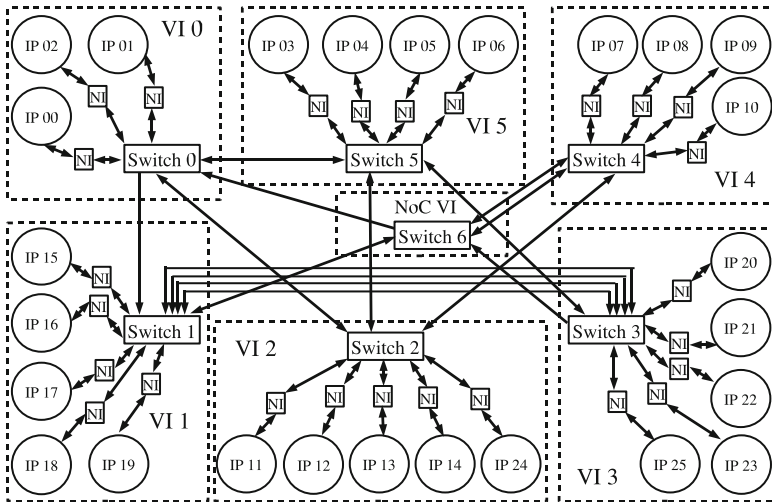 VI 0
IP 02
IP 01
NI
NI
IP 00
NI
Switch 0
IP 03
IP 04
IP 05
IP 06
NI
NI
NI
NI
VI 5
Switch 5
IP 07
IP 08
IP 09
NI
NI
NI
IP 10
NI
Switch 4
VI 4
NoC VI
Switch 6
IP 15
NI
IP 16
NI
Switch 1
IP 17
NI
NI
NI
VI 1
IP 18
IP 19
VI 2
Switch 2
NI
NI
NI
NI
NI
IP 11
IP 12
IP 13
IP 14
IP 24
IP 20
NI
Switch 3
IP 21
NI
NI
IP 22
NI
NI
VI 3
IP 25
IP 23